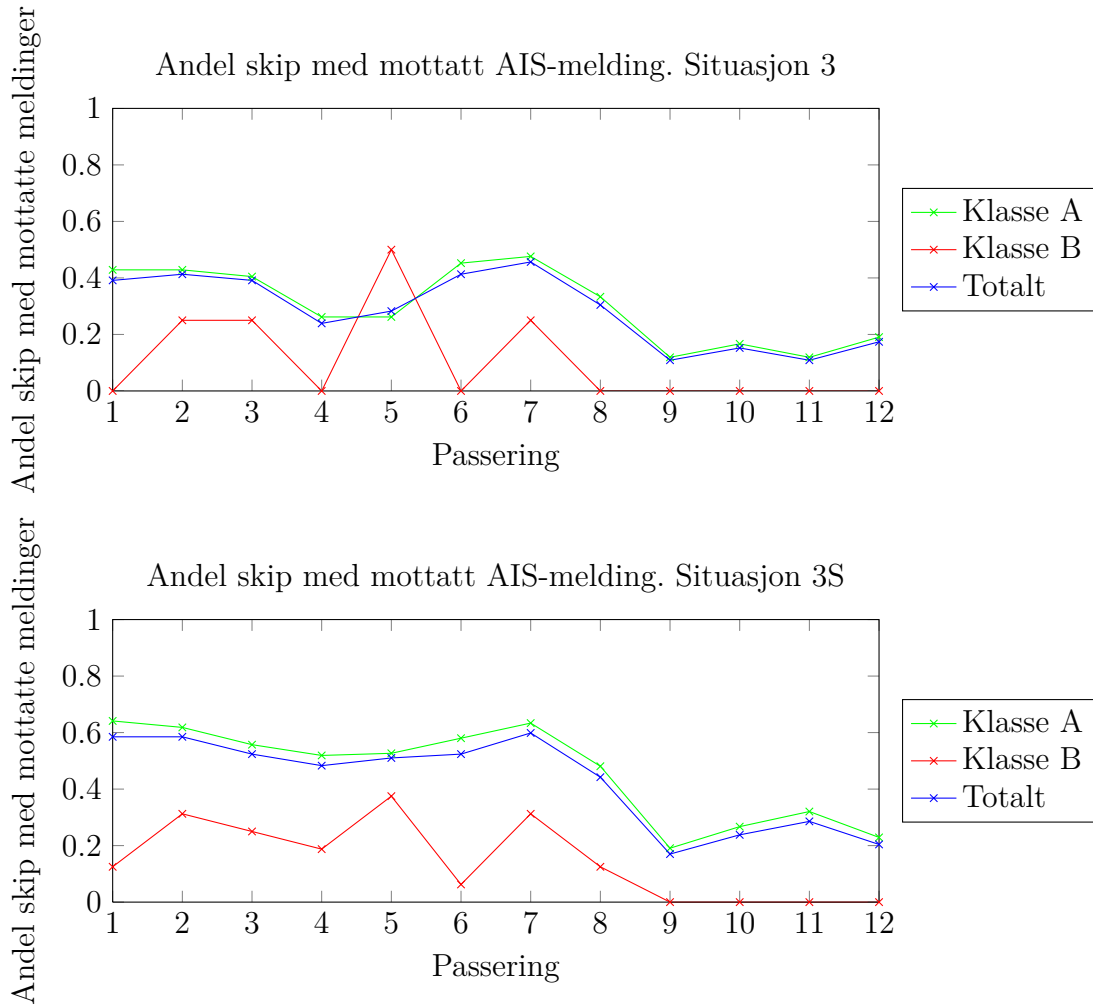 Andel skip med mottatt AIS-melding. Situasjon 3
Andel skip med mottatte meldinger
1
0.8
0.6
0.4
0.2
0
1 2 3 4 5 6 7 8 9 10 11 12
Passering
Klasse A
Klasse B
Totalt
Andel skip med mottatt AIS-melding. Situasjon 3S
Andel skip med mottatte meldinger
1
0.8
0.6
0.4
0.2
0
1 2 3 4 5 6 7 8 9 10 11 12
Passering
Klasse A
Klasse B
Totalt